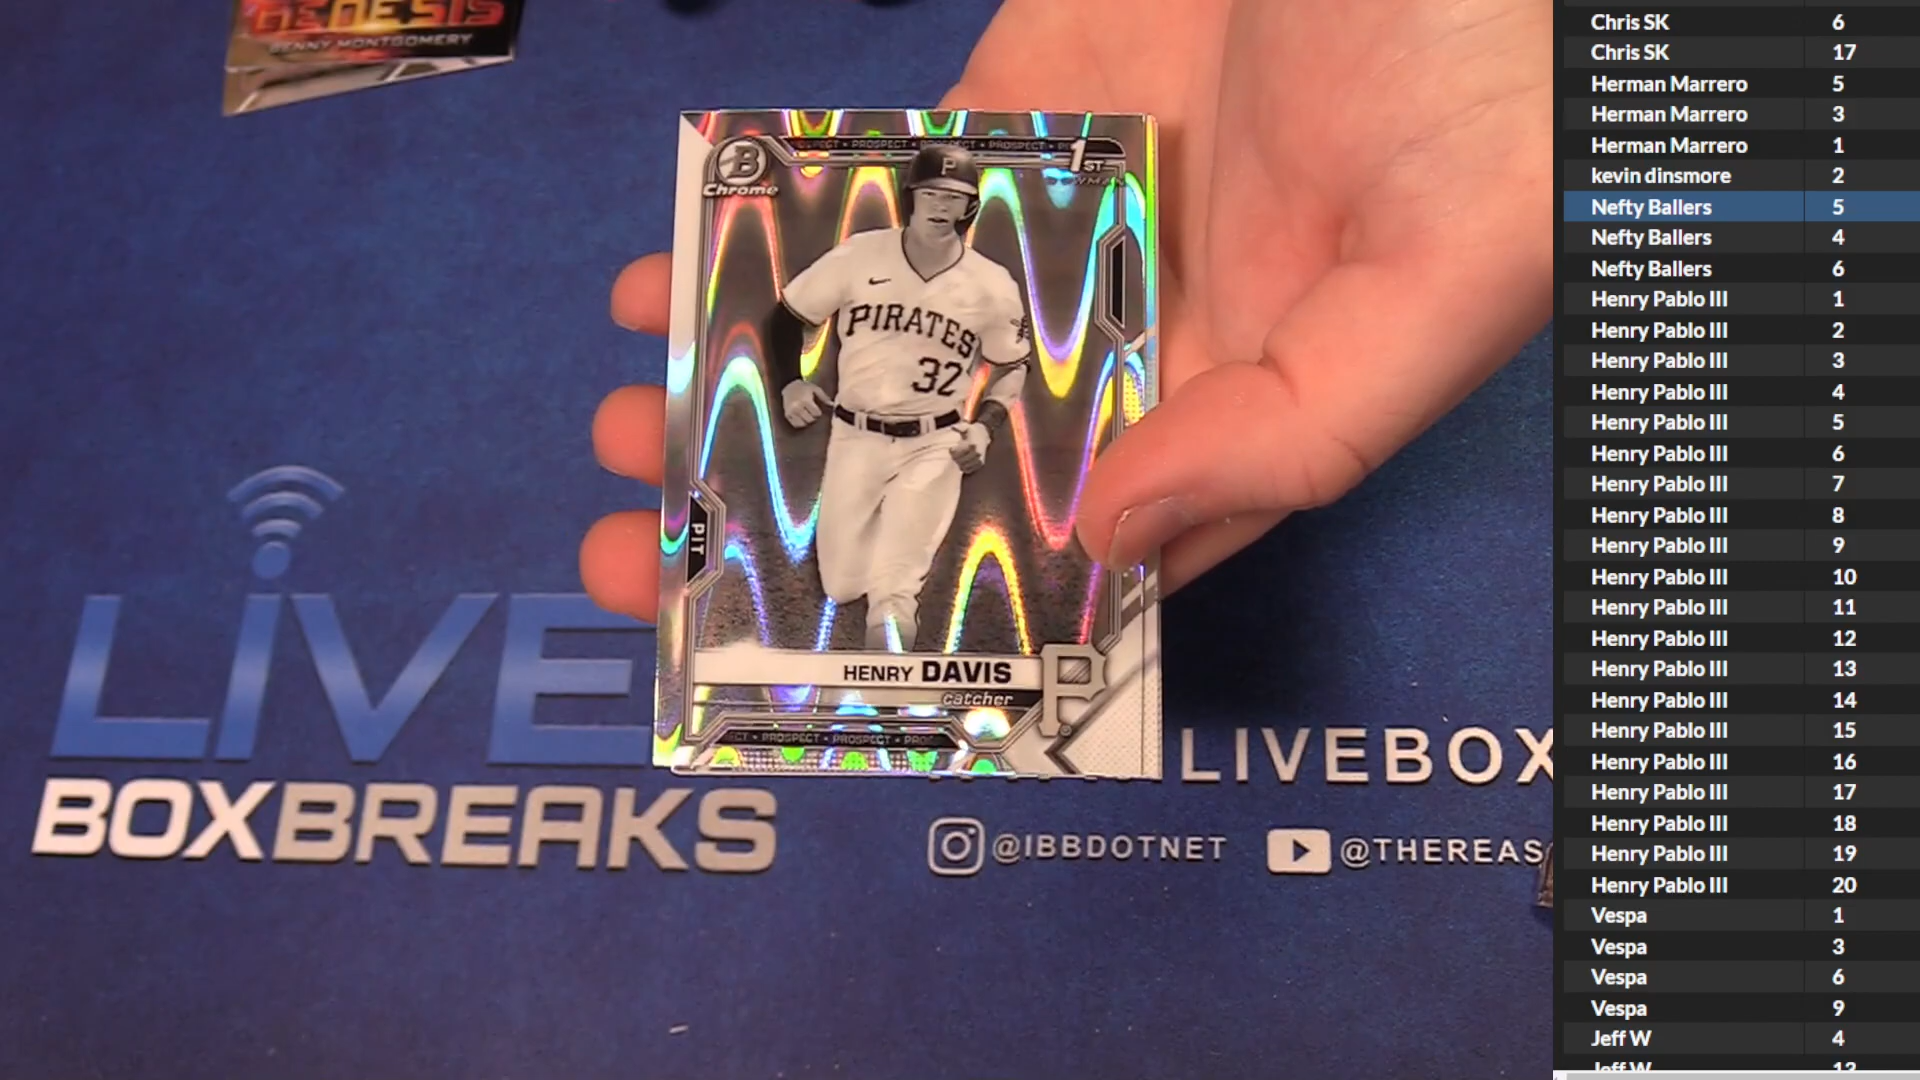 GENESIS
BENNY MONTGOMERY
B
Chrome
PROSPECT • PROSPECT • PROSPECT
1ST
P
PIRATES
32
PIT
HENRY DAVIS
catcher
P
PROSPECT • PROSPECT
LIVE
BOXBREAKS
LIVEBOX
@IBBDOTNET
@THEREAS
Chris SK 6
Chris SK 17
Herman Marrero 5
Herman Marrero 3
Herman Marrero 1
kevin dinsmore 2
Nefty Ballers 5
Nefty Ballers 4
Nefty Ballers 6
Henry Pablo III 1
Henry Pablo III 2
Henry Pablo III 3
Henry Pablo III 4
Henry Pablo III 5
Henry Pablo III 6
Henry Pablo III 7
Henry Pablo III 8
Henry Pablo III 9
Henry Pablo III 10
Henry Pablo III 11
Henry Pablo III 12
Henry Pablo III 13
Henry Pablo III 14
Henry Pablo III 15
Henry Pablo III 16
Henry Pablo III 17
Henry Pablo III 18
Henry Pablo III 19
Henry Pablo III 20
Vespa 1
Vespa 3
Vespa 6
Vespa 9
Jeff W 4
Jeff W